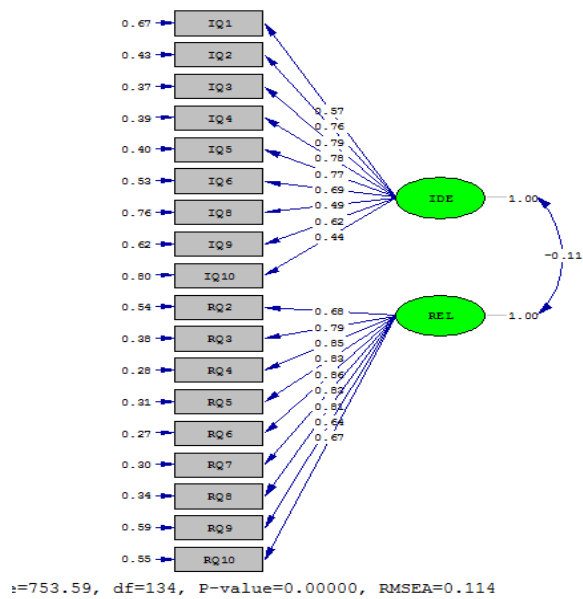 0.67 IQ1
0.43 IQ2
0.37 IQ3
0.57
0.39 IQ4
0.76
0.79
0.40 IQ5
0.78
0.77
0.53 IQ6
0.69
IDE 1.00
0.76 IQ8
0.49
0.62
0.62 IQ9
0.44
-0.11
0.80 IQ10
0.54 RQ2
0.68
REL 1.00
0.38 RQ3
0.79
0.85
0.28 RQ4
0.83
0.86
0.31 RQ5
0.83
0.81
0.27 RQ6
0.64
0.67
0.30 RQ7
0.34 RQ8
0.59 RQ9
0.55 RQ10
=753.59, df=134, P-value=0.00000, RMSEA=0.114